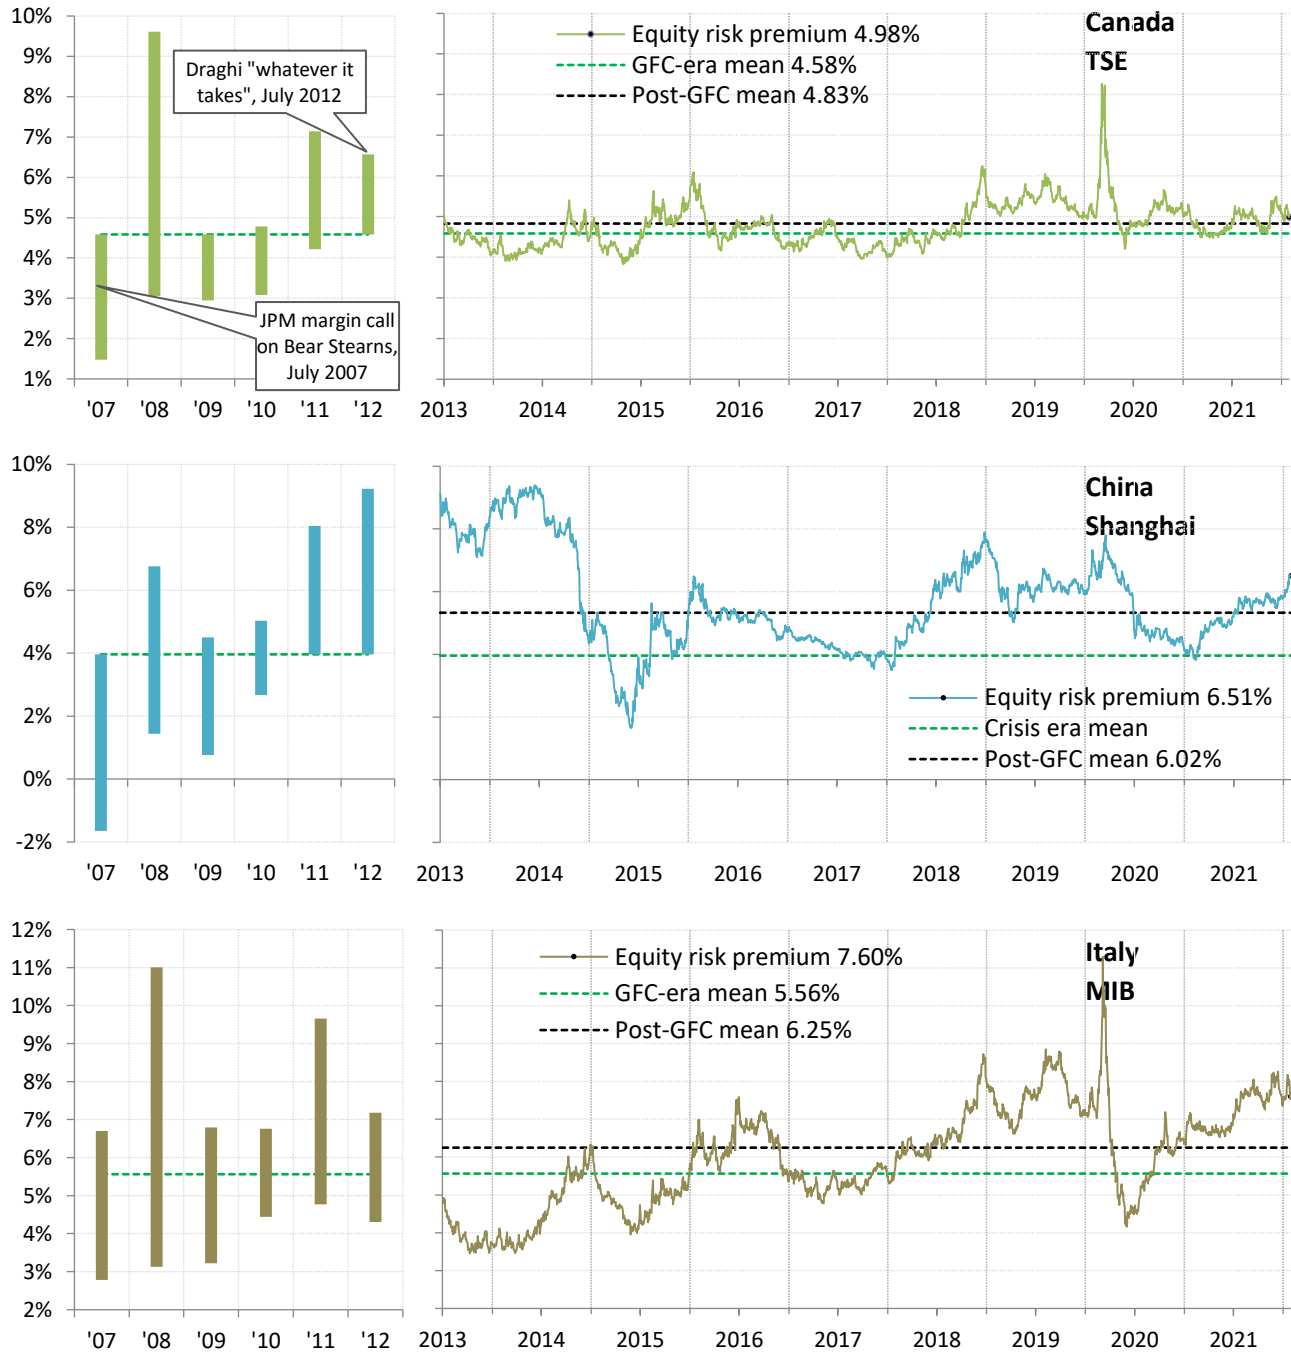 10%
9%
8%
7%
6%
5%
4%
3%
2%
1%
Draghi "whatever it
takes", July 2012
JPM margin call
on Bear Stearns,
July 2007
'07 '08 '09 '10 '11 '12
Equity risk premium 4.98%
GFC-era mean 4.58%
Post-GFC mean 4.83%
Canada
TSE
2013 2014 2015 2016 2017 2018 2019 2020 2021
10%
8%
6%
4%
2%
0%
-2%
'07 '08 '09 '10 '11 '12
China
Shanghai
Equity risk premium 6.51%
Crisis era mean
Post-GFC mean 6.02%
2013 2014 2015 2016 2017 2018 2019 2020 2021
12%
11%
10%
9%
8%
7%
6%
5%
4%
3%
2%
'07 '08 '09 '10 '11 '12
Equity risk premium 7.60%
GFC-era mean 5.56%
Post-GFC mean 6.25%
Italy
MIB
2013 2014 2015 2016 2017 2018 2019 2020 2021